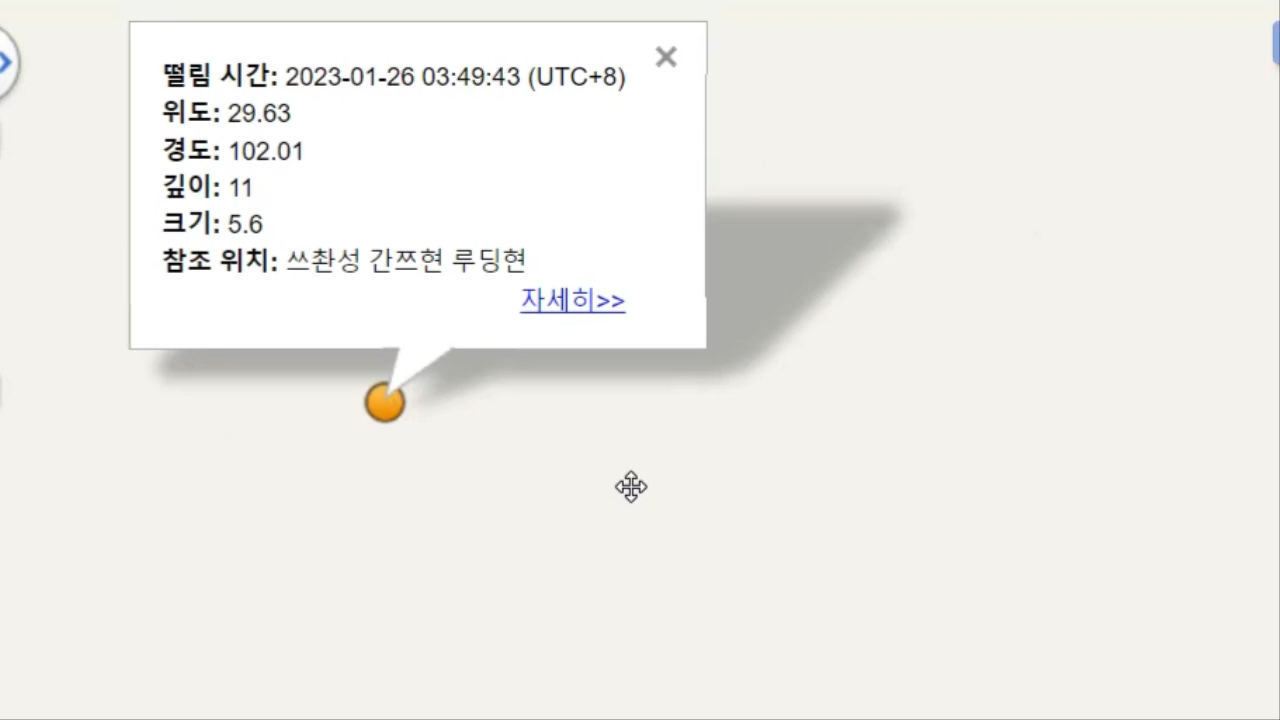 떨림 시간: 2023-01-26 03:49:43 (UTC+8)
위도: 29.63
경도: 102.01
깊이: 11
크기: 5.6
참조 위치: 쓰촨성 간쯔현 루딩현
자세히>>